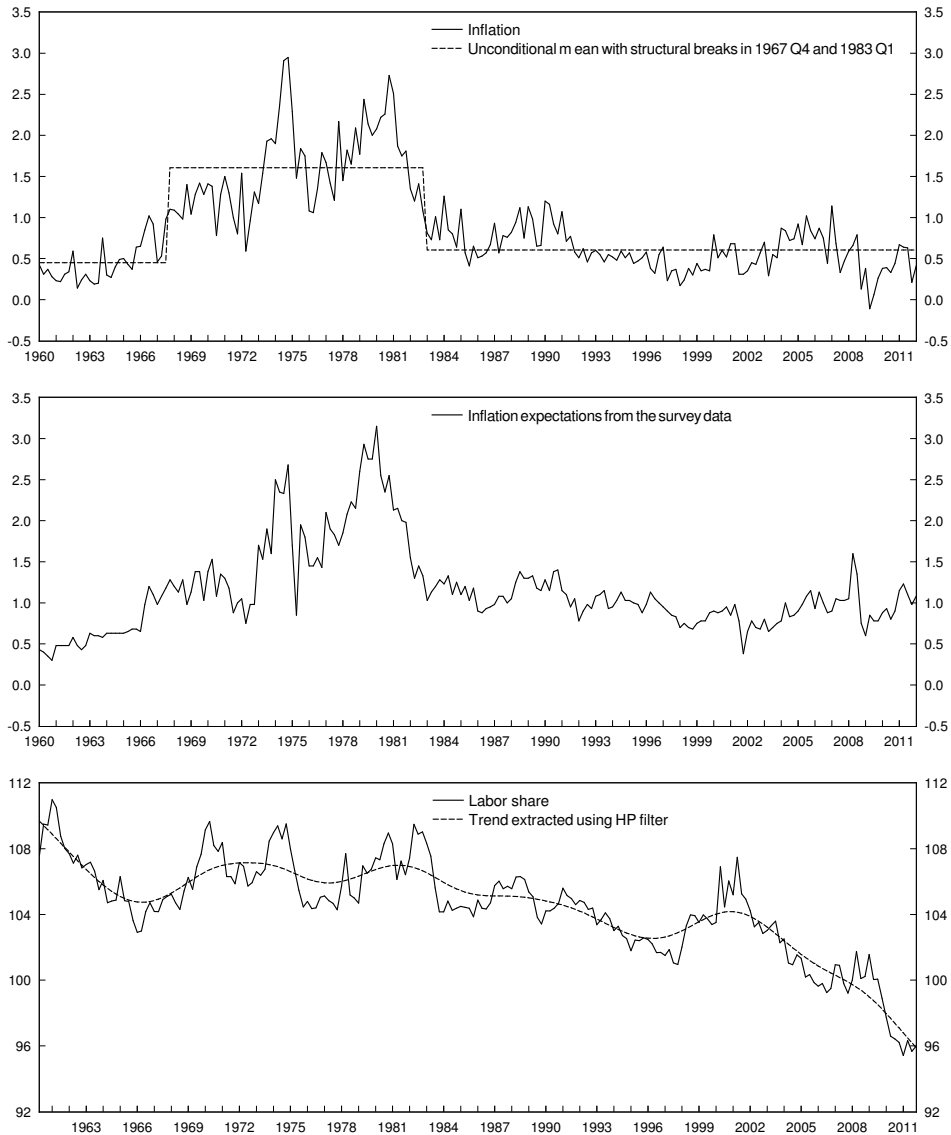 3.5 3.5
Inflation
3.0 Unconditional mean with structural breaks in 1967 Q4 and 1983 Q1 3.0
2.5 2.5
2.0 2.0
1.5 1.5
1.0 1.0
0.5 0.5
0.0 0.0
-0.5 -0.5
1960 1963 1966 1969 1972 1975 1978 1981 1984 1987 1990 1993 1996 1999 2002 2005 2008 2011
3.5 3.5
Inflation expectations from the survey data
3.0 3.0
2.5 2.5
2.0 2.0
1.5 1.5
1.0 1.0
0.5 0.5
0.0 0.0
-0.5 -0.5
1960 1963 1966 1969 1972 1975 1978 1981 1984 1987 1990 1993 1996 1999 2002 2005 2008 2011
112 112
Labor share
Trend extracted using HP filter
108 108
104 104
100 100
96 96
92 92
1963 1966 1969 1972 1975 1978 1981 1984 1987 1990 1993 1996 1999 2002 2005 2008 2011